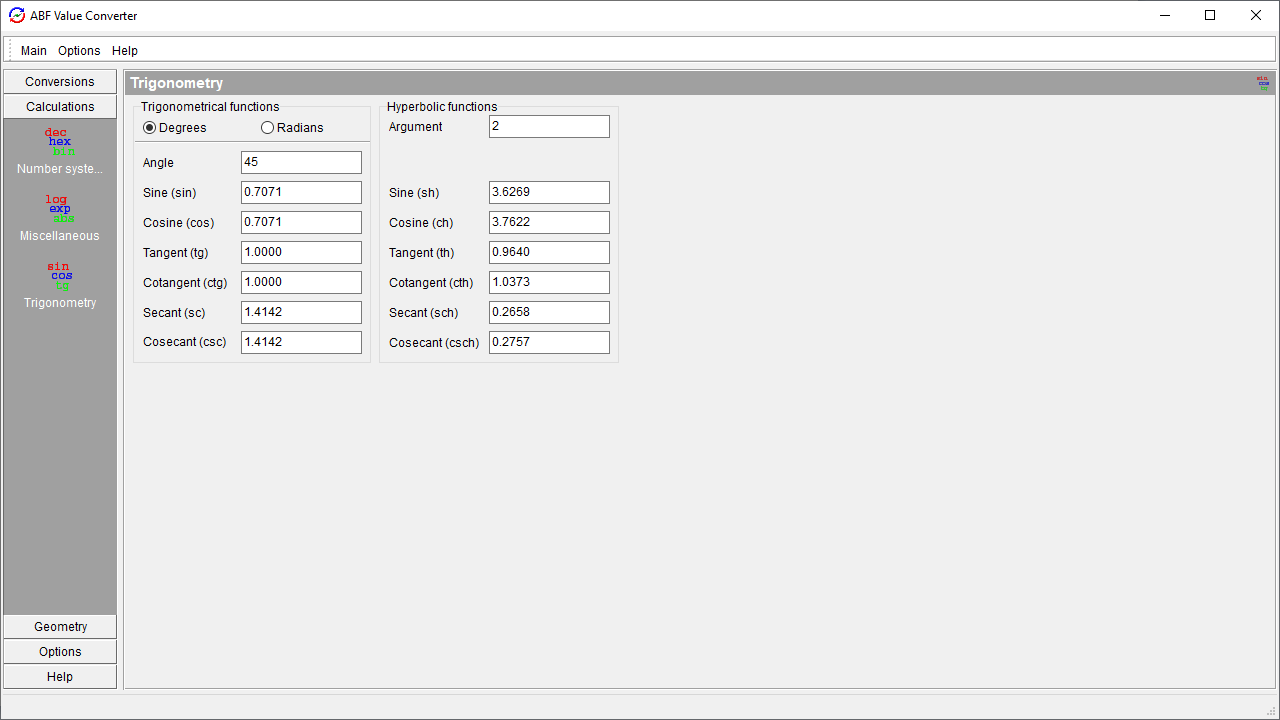 ABF Value Converter
Main Options Help
Conversions
Calculations
dec
hex
bin
Number syste...
log
exp
Miscellaneous
sin
cos
tg
Trigonometry
Geometry
Options
Help
Trigonometry
sin
cos
tg
Trigonometrical functions
Degrees Radians
Angle 45
Sine (sin) 0.7071
Cosine (cos) 0.7071
Tangent (tg) 1.0000
Cotangent (ctg) 1.0000
Secant (sc) 1.4142
Cosecant (csc) 1.4142
Hyperbolic functions
Argument 2
Sine (sh) 3.6269
Cosine (ch) 3.7622
Tangent (th) 0.9640
Cotangent (cth) 1.0373
Secant (sch) 0.2658
Cosecant (csch) 0.2757